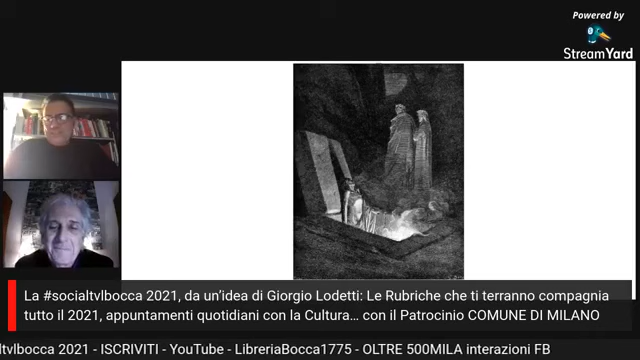 Powered by
StreamYard
La #socialtvlbocca 2021, da un'idea di Giorgio Lodetti: Le Rubriche che ti terranno compagnia
tutto il 2021, appuntamenti quotidiani con la Cultura... con il Patrocinio COMUNE DI MILANO
ltvlbocca 2021 - ISCRIVITI - YouTube - LibreriaBocca1775 - OLTRE 500MILA interazioni FB